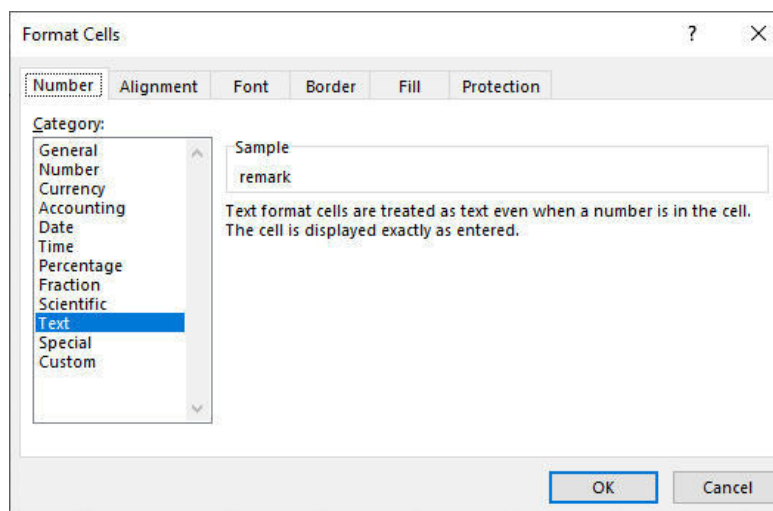 Format Cells ? X
Number Alignment Font Border Fill Protection
Category:
General
Number
Currency
Accounting
Date
Time
Percentage
Fraction
Scientific
Text
Special
Custom
Sample
remark
Text format cells are treated as text even when a number is in the cell.
The cell is displayed exactly as entered.
OK Cancel